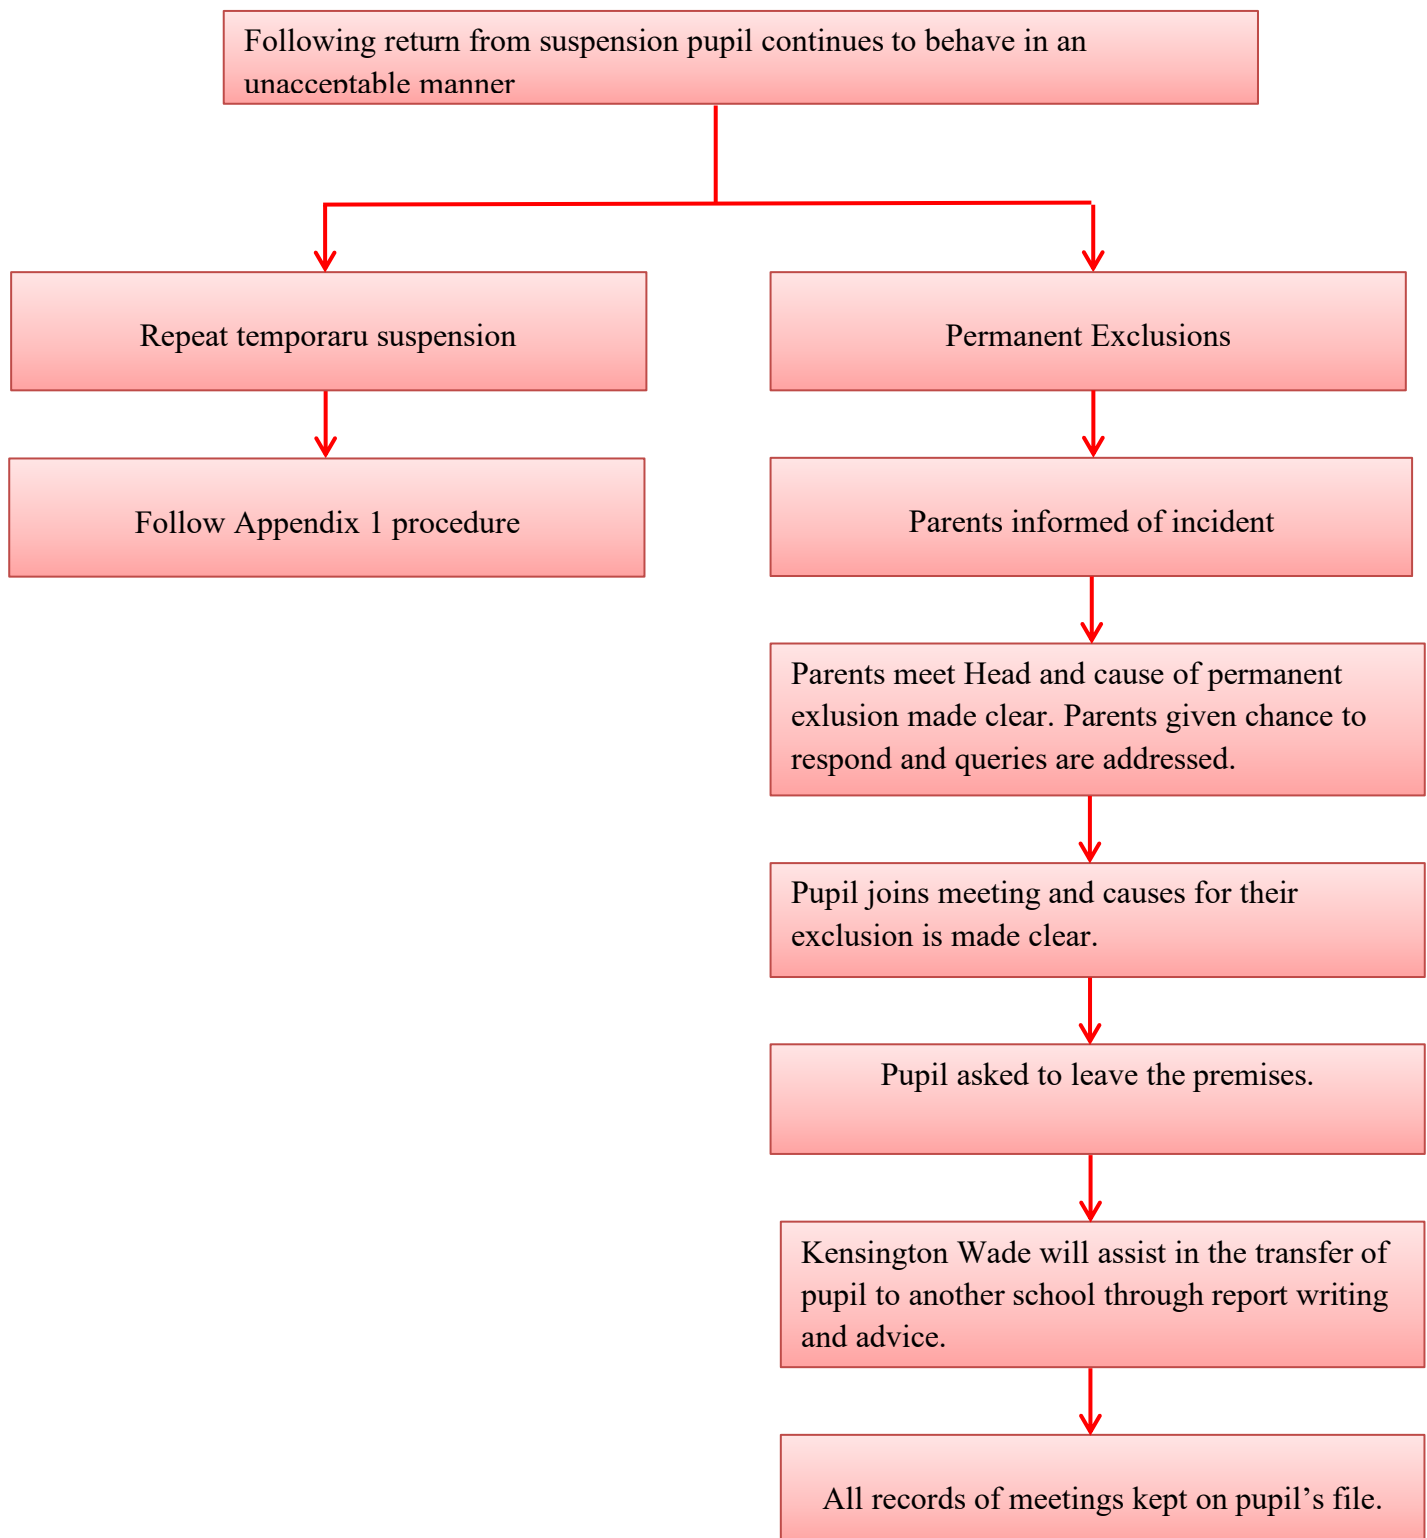 Following return from suspension pupil continues to behave in an
unacceptable manner
Repeat temporaru suspension
Permanent Exclusions
Follow Appendix 1 procedure
Parents informed of incident
Parents meet Head and cause of permanent
exlusion made clear. Parents given chance to
respond and queries are addressed.
Pupil joins meeting and causes for their
exclusion is made clear.
Pupil asked to leave the premises.
Kensington Wade will assist in the transfer of
pupil to another school through report writing
and advice.
All records of meetings kept on pupil’s file.